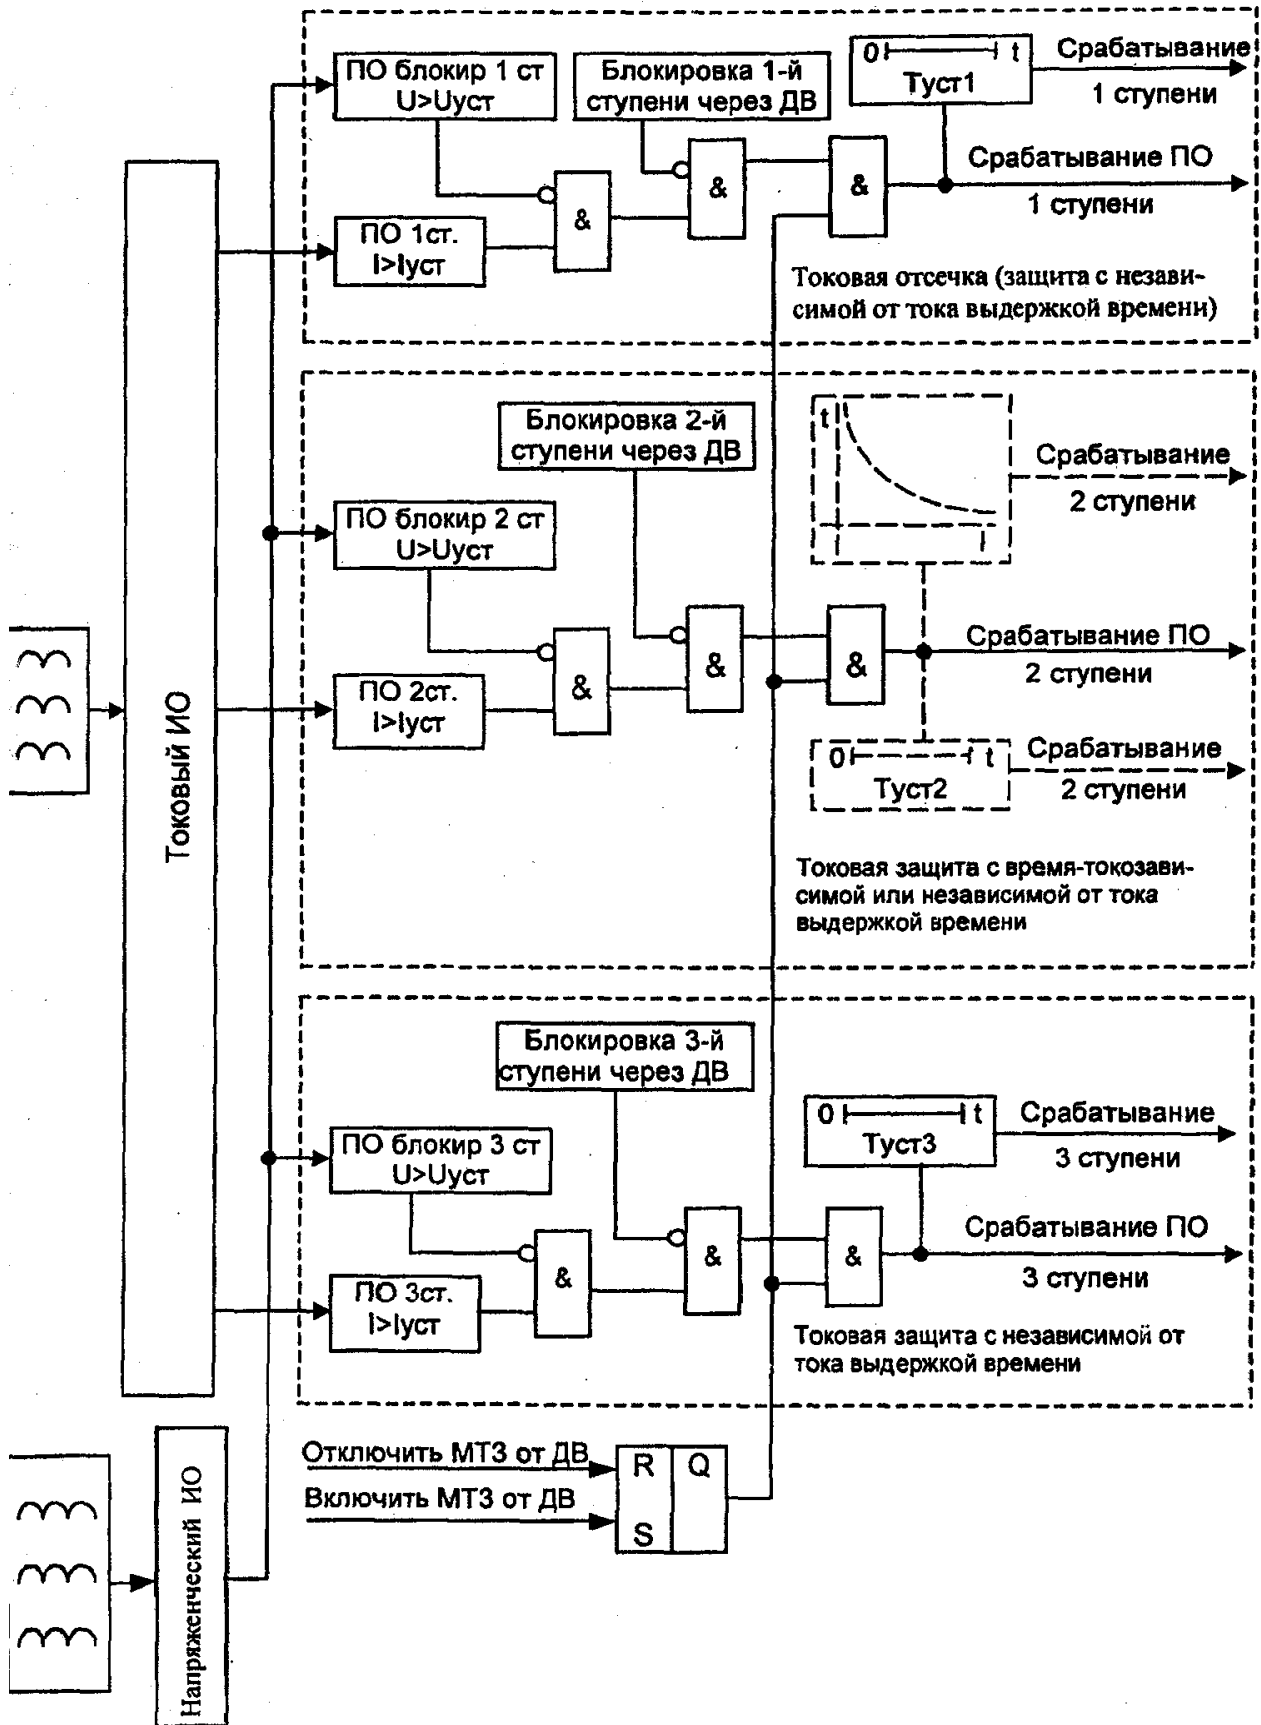 ПО блокир 1 ст
U>Uуст
Блокировка 1-й
ступени через ДВ
0 t
Туст1
Срабатывание
1 ступени
&
&
&
Срабатывание ПО
1 ступени
ПО 1ст.
I>Iуст
Токовая отсечка (защита с незави-
симой от тока выдержкой времени)
Блокировка 2-й
ступени через ДВ
t
I
Срабатывание
2 ступени
ПО блокир 2 ст
U>Uуст
&
&
&
Срабатывание ПО
2 ступени
ПО 2ст.
I>Iуст
0 t
Туст2
Срабатывание
2 ступени
Токовая защита с время-токозави-
симой или независимой от тока
выдержкой времени
Токовый ИО
Блокировка 3-й
ступени через ДВ
0 t
Туст3
Срабатывание
3 ступени
ПО блокир 3 ст
U>Uуст
&
&
&
Срабатывание ПО
3 ступени
ПО 3ст.
I>Iуст
Токовая защита с независимой от
тока выдержкой времени
Отключить МТЗ от ДВ
Включить МТЗ от ДВ
R Q
S
Напряженческий ИО